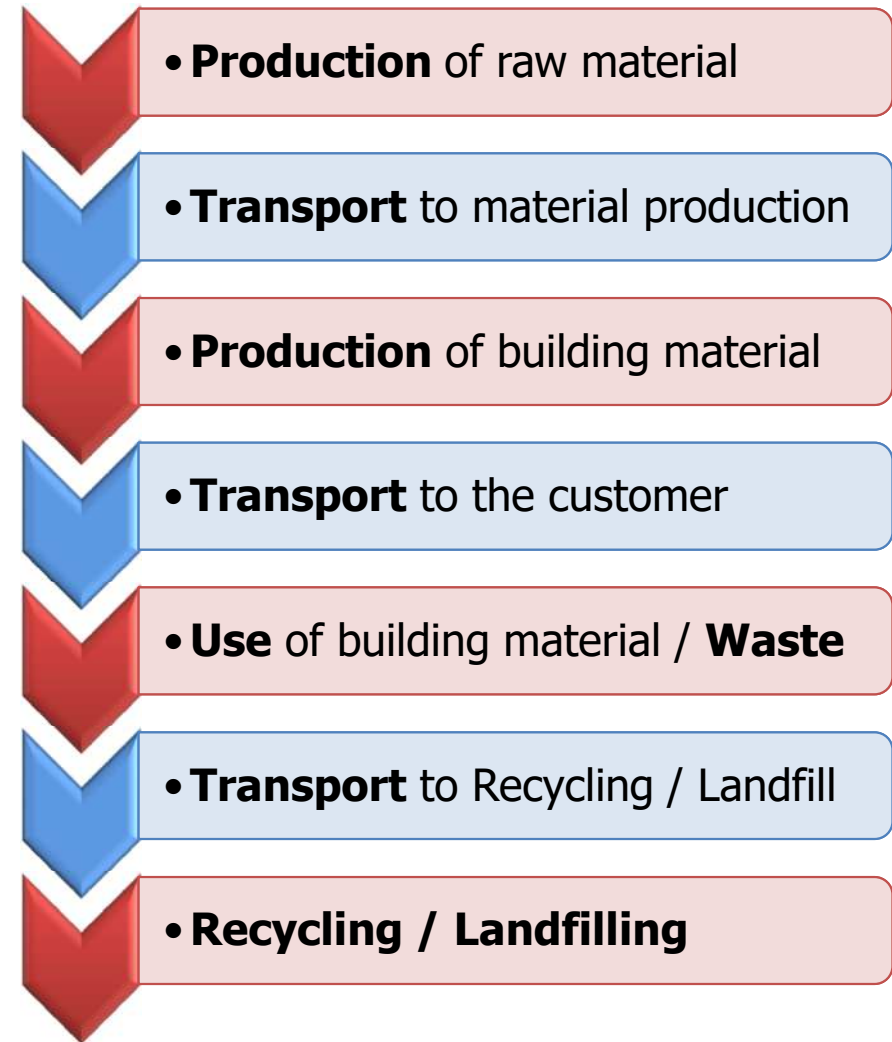 • Production of raw material
• Transport to material production
• Production of building material
• Transport to the customer
• Use of building material / Waste
• Transport to Recycling / Landfill
• Recycling / Landfilling